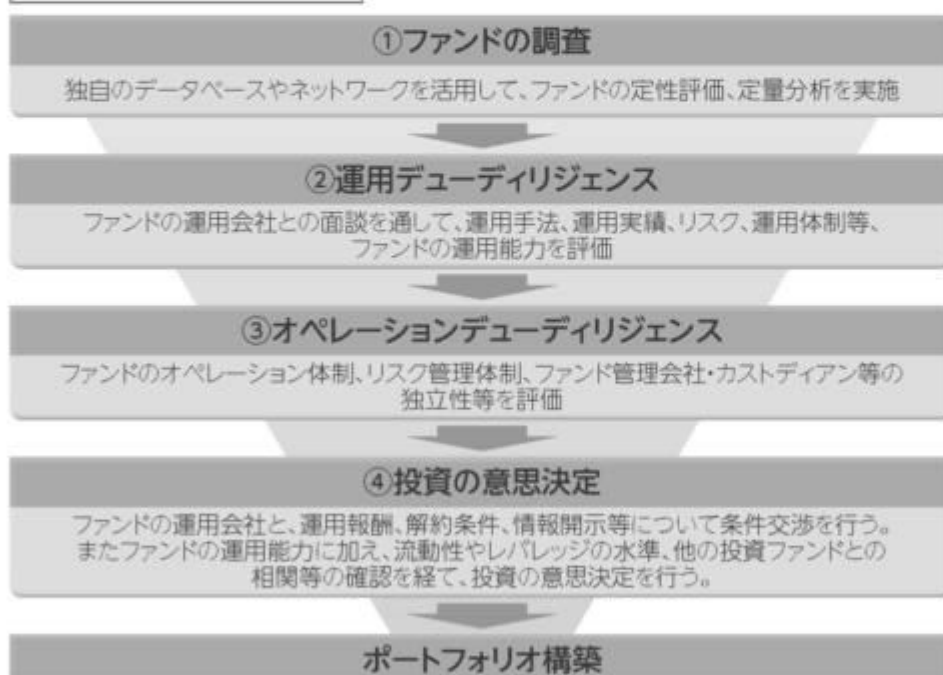 ①ファンドの調査
独自のデータベースやネットワークを活用して、ファンドの定性評価、定量分析を実施
②運用デューディリジェンス
ファンドの運用会社との面談を通して、運用手法、運用実績、リスク、運用体制等、
ファンドの運用能力を評価
③オペレーションデューディリジェンス
ファンドのオペレーション体制、リスク管理体制、ファンド管理会社・カストディアン等の
独立性等を評価
④投資の意思決定
ファンドの運用会社と、運用報酬、解約条件、情報開示等について条件交渉を行う。
またファンドの運用能力に加え、流動性やレバレッジの水準、他の投資ファンドとの
相関等の確認を経て、投資の意思決定を行う。
ポートフォリオ構築